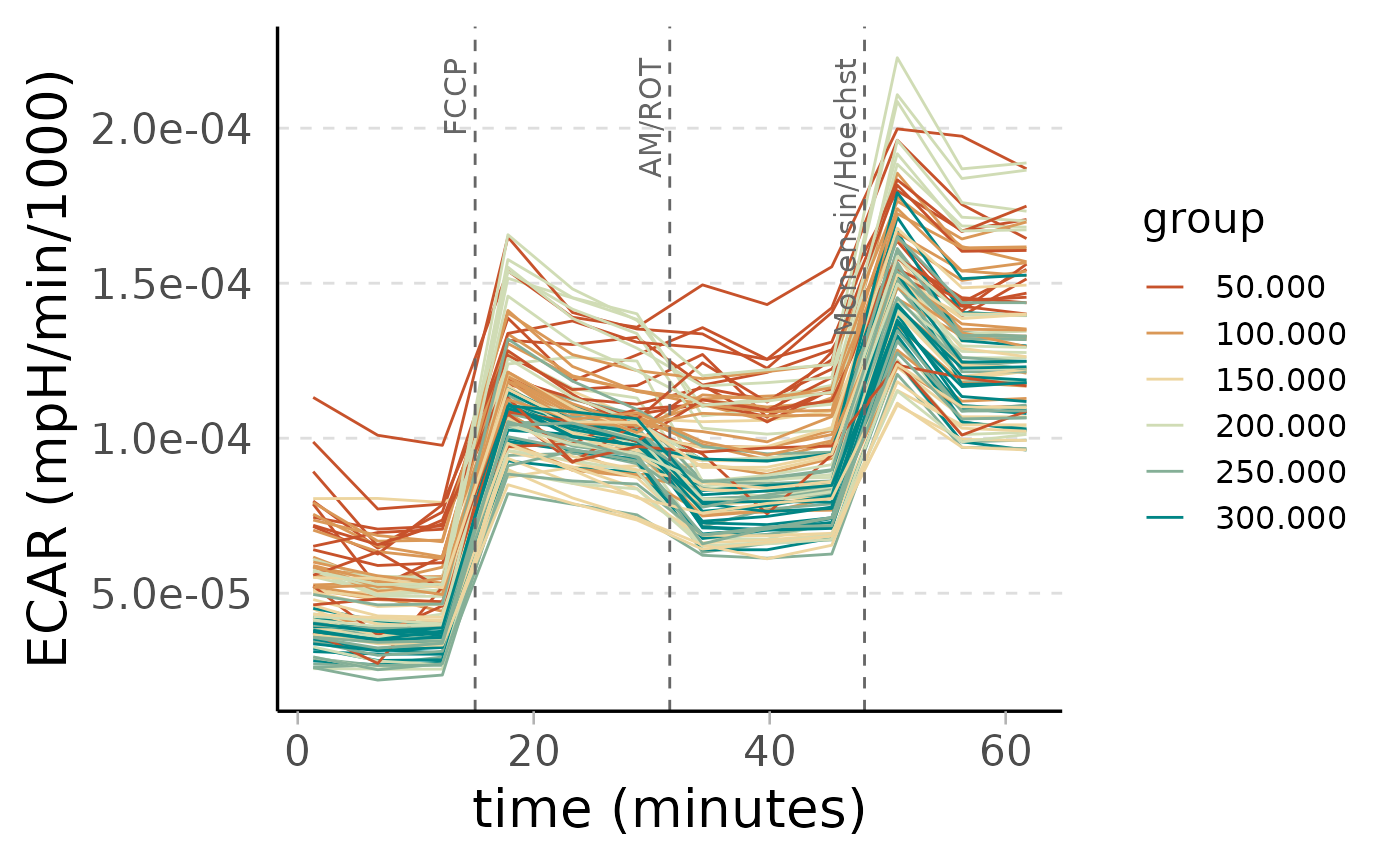 ECAR (mpH/min/1000)
2.0e-04
1.5e-04
1.0e-04
5.0e-05
FCCP
AM/ROT
Monensin/Hoechst
0
20
40
60
time (minutes)
group
50.000
100.000
150.000
200.000
250.000
300.000